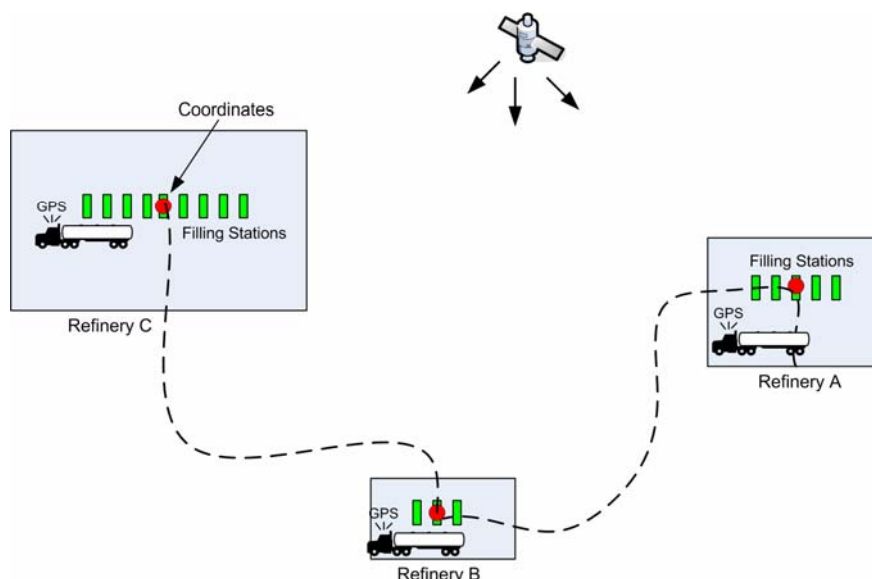 Coordinates
GPS
Filling Stations
Refinery C
Filling Stations
GPS
Refinery A
GPS
Refinery B